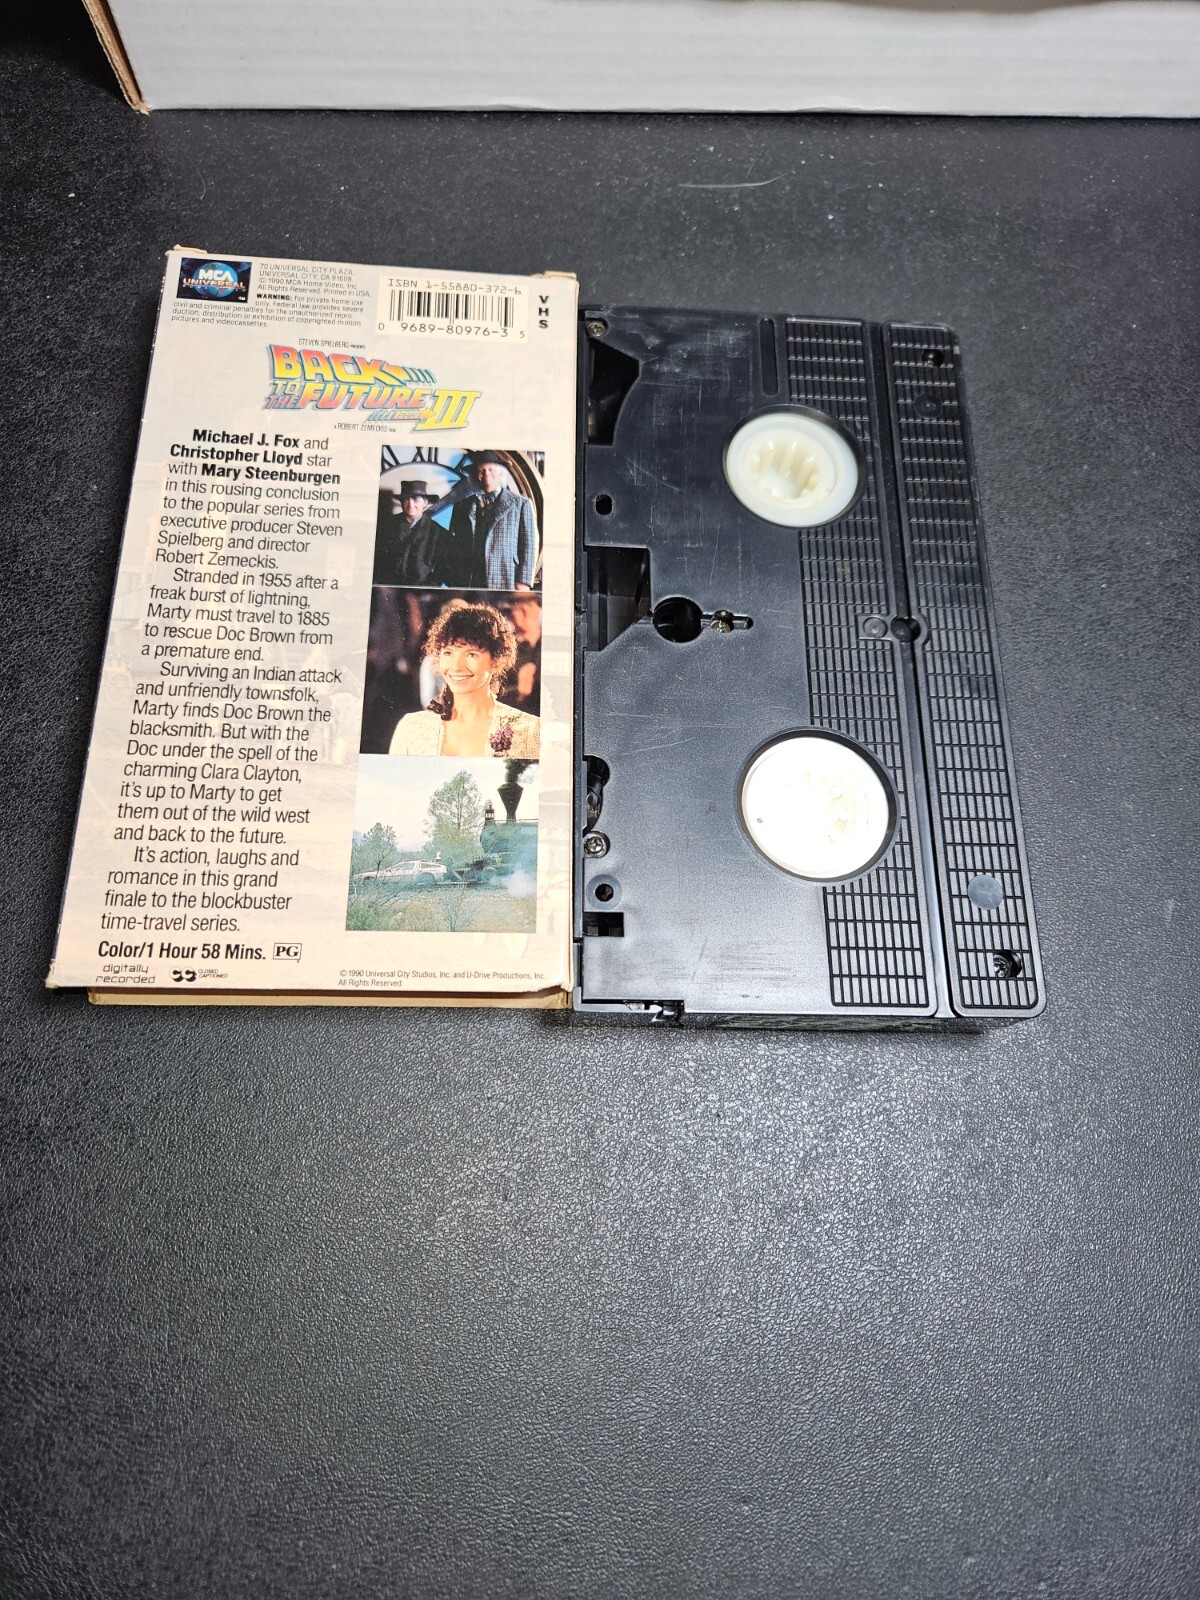 MCA
UNIVERSAL
70 UNIVERSAL CITY PLAZA
UNIVERSAL CITY, CA 91608
© 1990 MCA Home Video, Inc.
All Rights Reserved. Printed in USA.
WARNING: For private home use
only. Federal law provides severe
civil and criminal penalties for the unauthorized repro-
duction, distribution or exhibition of copyrighted motion
pictures and videocassettes.
ISBN 1-55880-372-6
0 9689-80976-3 5
VHS
STEVEN SPIELBERG PRESENTS
BACK
TO
THE FUTURE
PART III
A ROBERT ZEMECKIS FILM
Michael J. Fox and
Christopher Lloyd star
with Mary Steenburgen
in this rousing conclusion
to the popular series from
executive producer Steven
Spielberg and director
Robert Zemeckis.
Stranded in 1955 after a
freak burst of lightning,
Marty must travel to 1885
to rescue Doc Brown from
a premature end.
Surviving an Indian attack
and unfriendly townsfolk,
Marty finds Doc Brown the
blacksmith. But with the
Doc under the spell of the
charming Clara Clayton,
it's up to Marty to get
them out of the wild west
and back to the future.
It's action, laughs and
romance in this grand
finale to the blockbuster
time-travel series.
XII
Color/1 Hour 58 Mins. PG
digitally
recorded
CLOSED
CAPTIONED
© 1990 Universal City Studios, Inc. and U-Drive Productions, Inc.
All Rights Reserved.